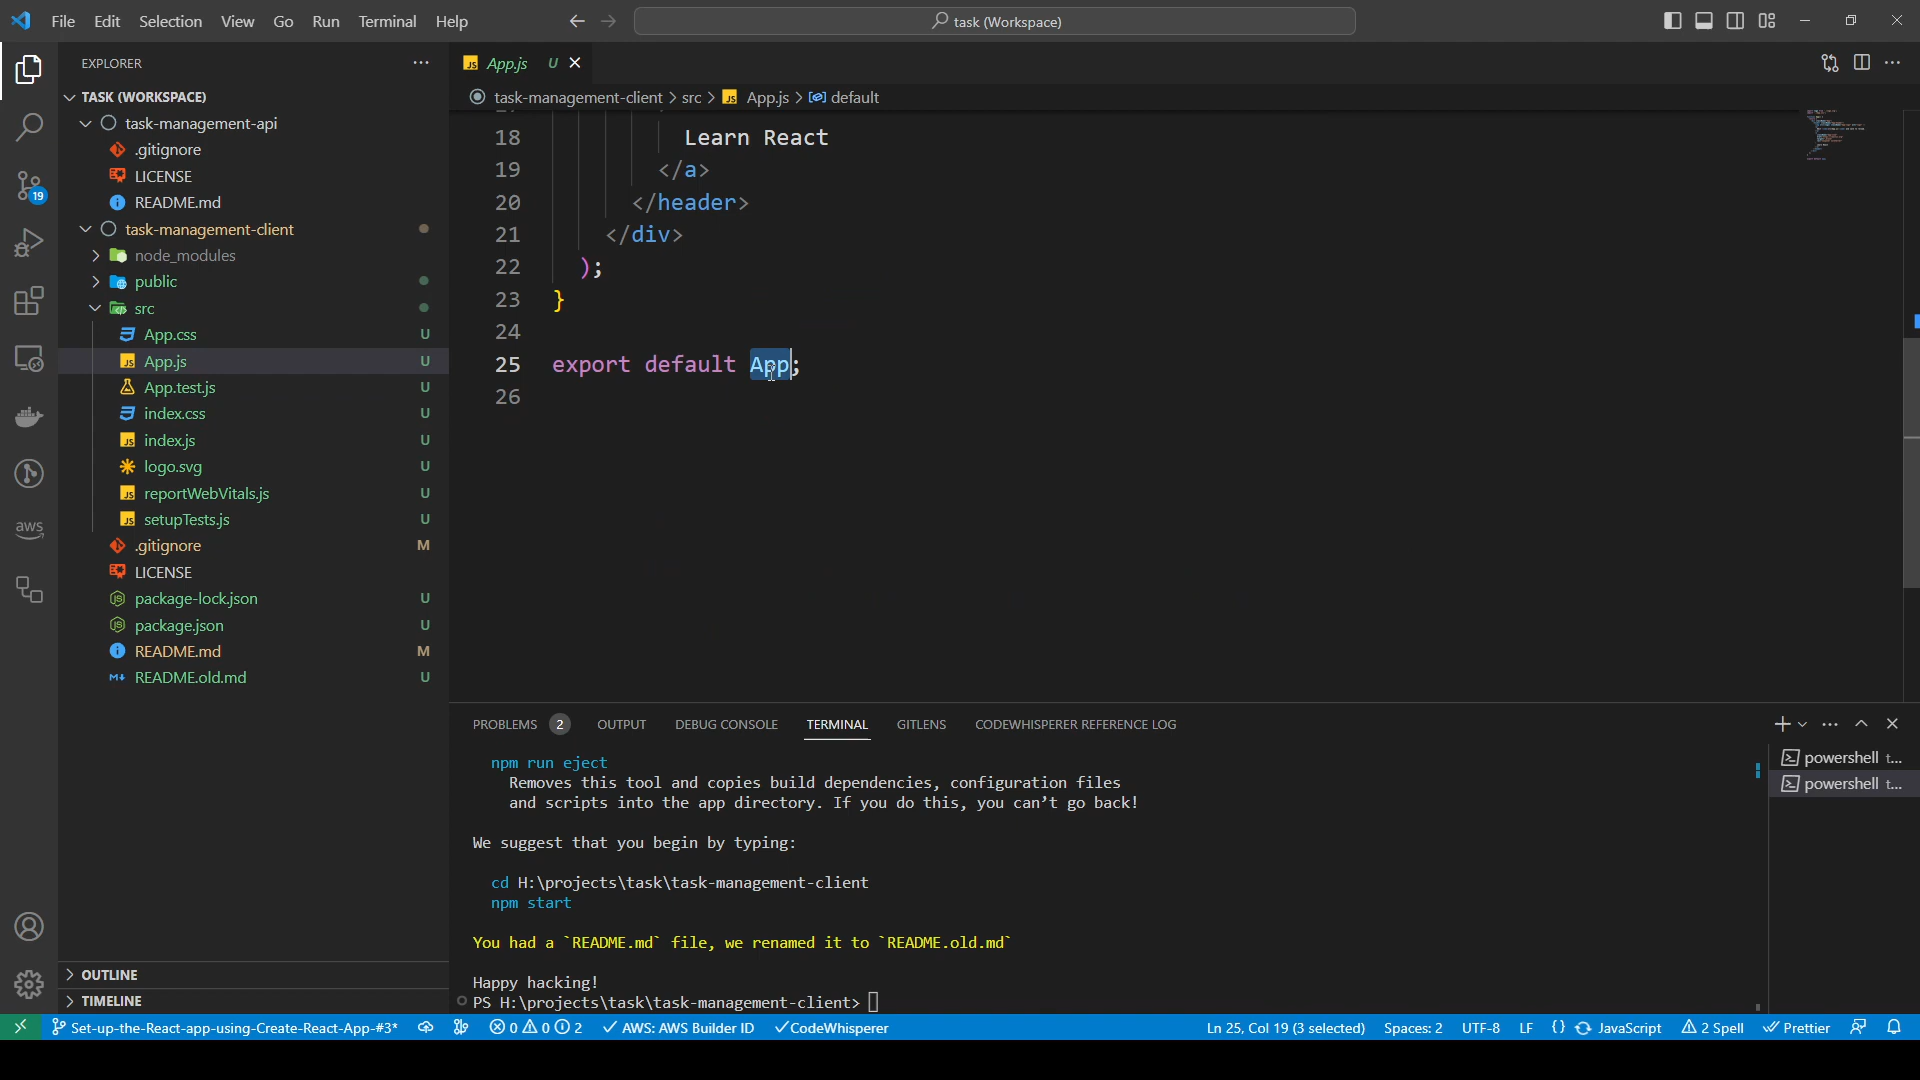 File Edit Selection View Go Run Terminal Help
task (Workspace)
EXPLORER
TASK (WORKSPACE)
task-management-api
.gitignore
LICENSE
README.md
task-management-client
node_modules
public
src
App.css U
App.js U
App.test.js U
index.css U
index.js U
logo.svg U
reportWebVitals.js U
setupTests.js U
.gitignore M
LICENSE
package-lock.json U
package.json U
README.md M
README.old.md U
OUTLINE
TIMELINE
19
aws
App.js U
task-management-client > src > App.js > default
18 Learn React
19 </a>
20 </header>
21 </div>
22 );
23 }
24
25 export default App;
26
PROBLEMS 2 OUTPUT DEBUG CONSOLE TERMINAL GITLENS CODEWHISPERER REFERENCE LOG
npm run eject
Removes this tool and copies build dependencies, configuration files
and scripts into the app directory. If you do this, you can’t go back!
We suggest that you begin by typing:
cd H:\projects\task\task-management-client
npm start
You had a `README.md` file, we renamed it to `README.old.md`
Happy hacking!
PS H:\projects\task\task-management-client>
powershell t...
powershell t...
Set-up-the-React-app-using-Create-React-App-#3* 0 0 2 AWS: AWS Builder ID CodeWhisperer Ln 25, Col 19 (3 selected) Spaces: 2 UTF-8 LF {} JavaScript 2 Spell Prettier